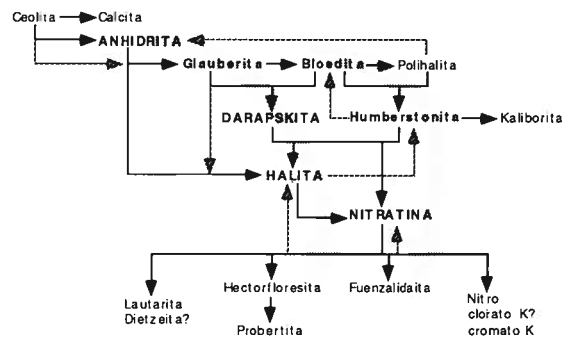 Ceolita Calcita
ANHIDRITA
Glauberita Bloedita Polihalita
DARAPSKITA Humberstonita Kaliborita
HALITA
NITRATINA
Lautarita
Dietzeita?
Hectorfloresita
Probertita
Fuenzalidaita
Nitro
clorato K?
cromato K